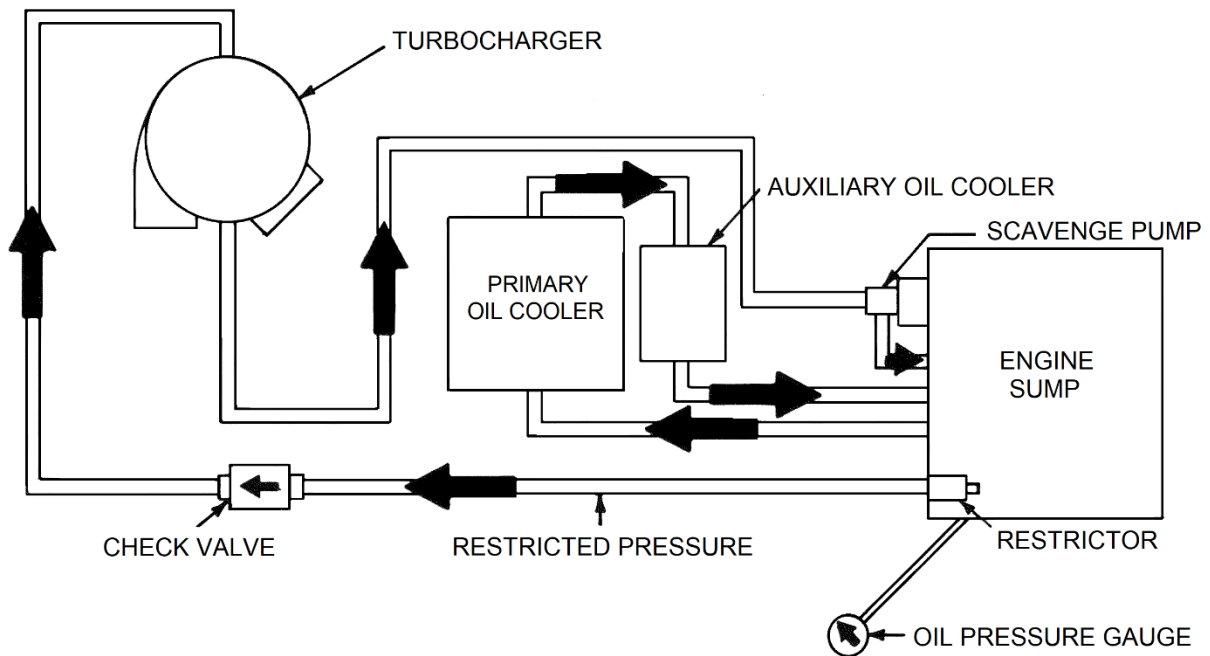 TURBOCHARGER
AUXILIARY OIL COOLER
SCAVENGE PUMP
PRIMARY
OIL COOLER
ENGINE
SUMP
CHECK VALVE
RESTRICTED PRESSURE
RESTRICTOR
OIL PRESSURE GAUGE